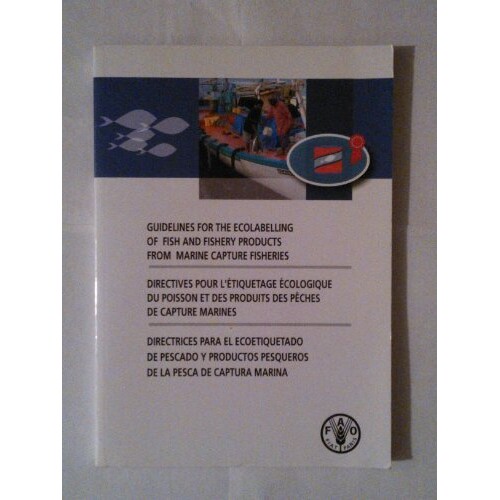 GUIDELINES FOR THE ECOLABELLING
OF FISH AND FISHERY PRODUCTS
FROM MARINE CAPTURE FISHERIES
DIRECTIVES POUR L'ÉTIQUETAGE ÉCOLOGIQUE
DU POISSON ET DES PRODUITS DES PÊCHES
DE CAPTURE MARINES
DIRECTRICES PARA EL ECOETIQUETADO
DE PESCADO Y PRODUCTOS PESQUEROS
DE LA PESCA DE CAPTURA MARINA
F A O
FIAT PANIS